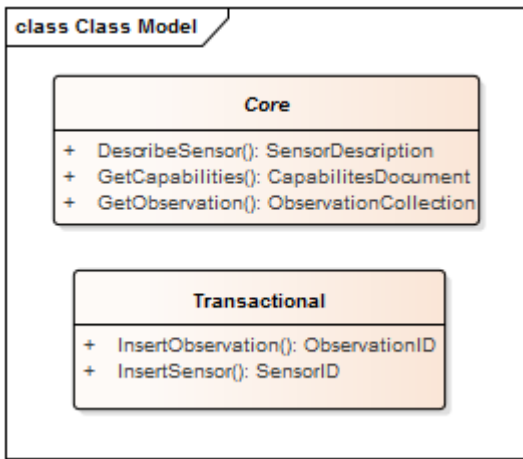 class Class Model
Core
+ DescribeSensor(): SensorDescription
+ GetCapabilities(): CapabilitesDocument
+ GetObservation(): ObservationCollection
Transactional
+ InsertObservation(): ObservationID
+ InsertSensor(): SensorID